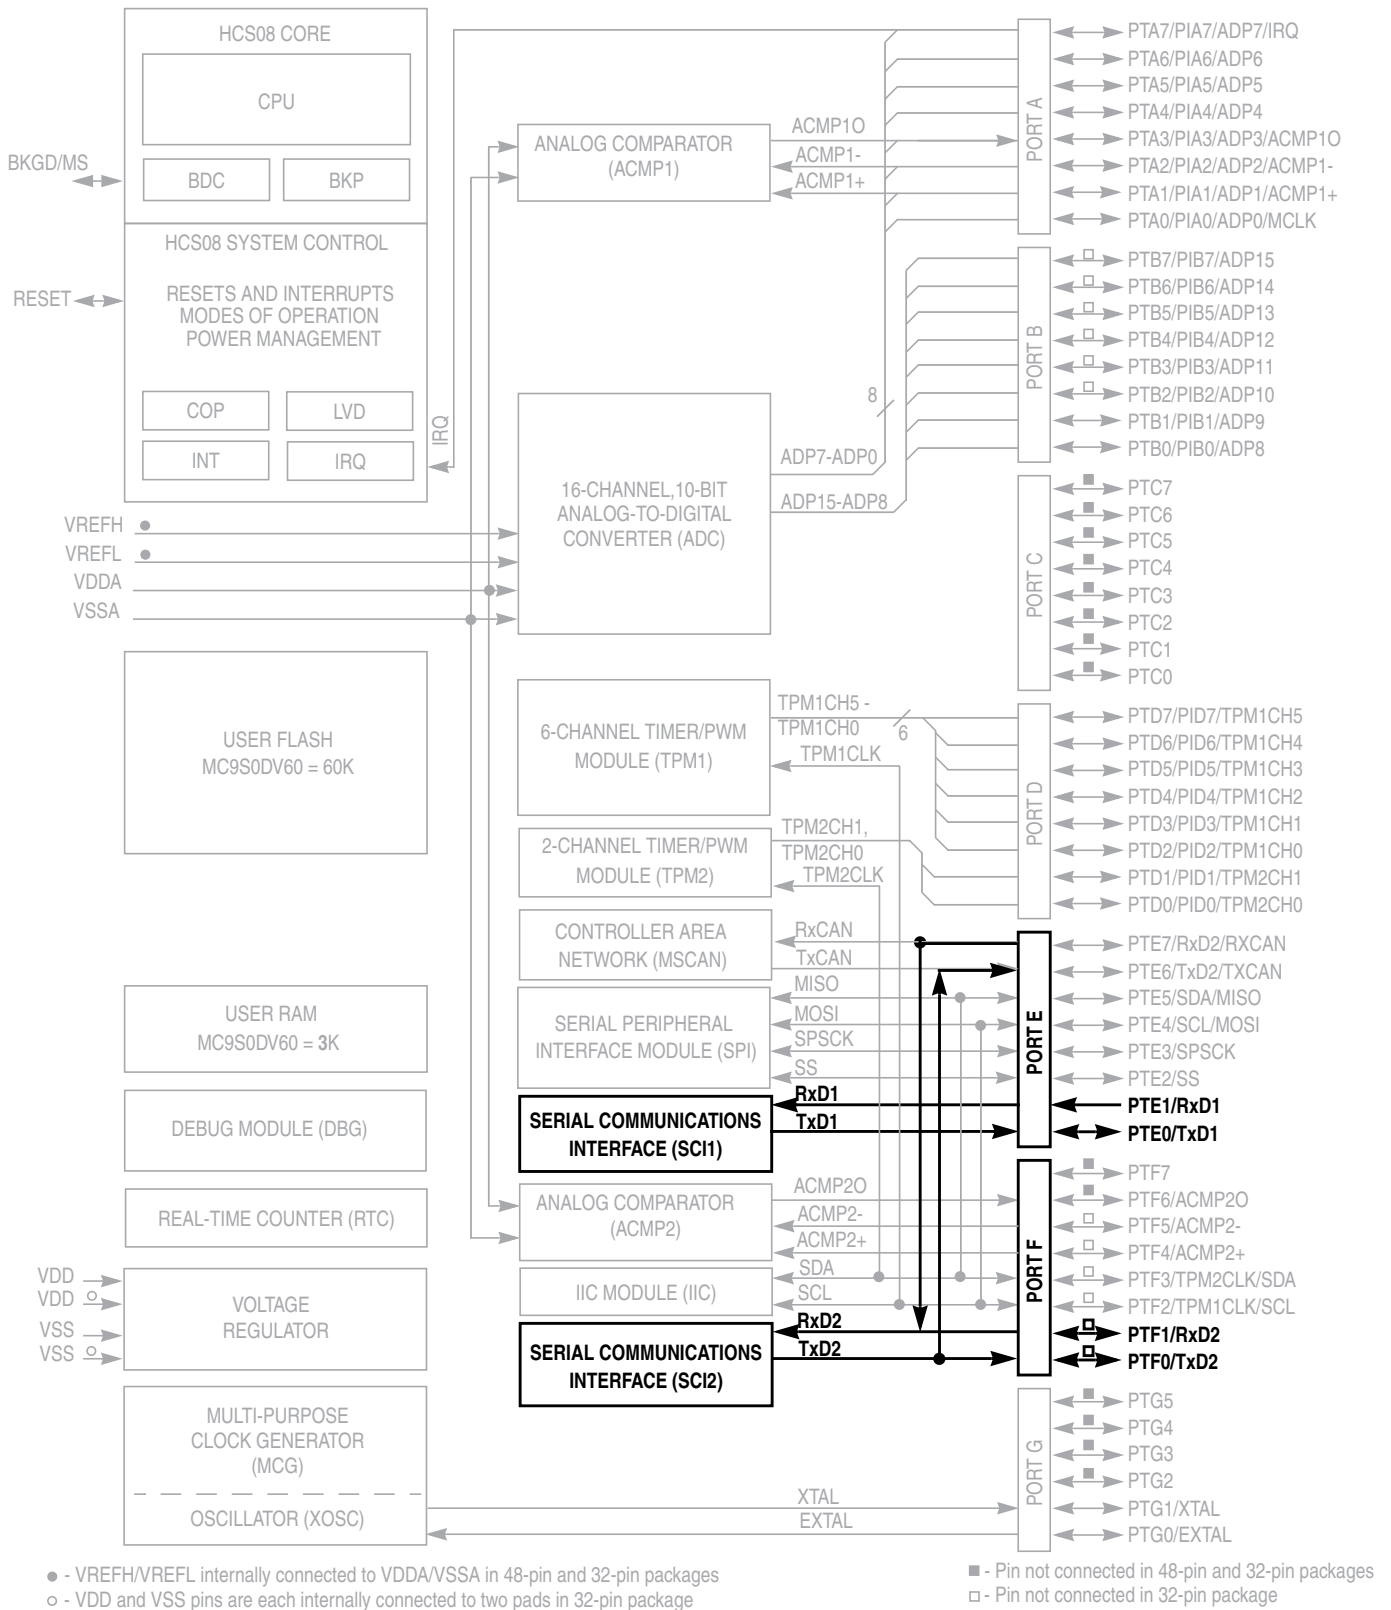 HCS08 CORE
CPU
BDC
BKP
BKGD/MS
HCS08 SYSTEM CONTROL
RESETS AND INTERRUPTS
MODES OF OPERATION
POWER MANAGEMENT
RESET
COP
LVD
INT
IRQ
IRQ
VREFH
VREFL
VDDA
VSSA
USER FLASH
MC9S0DV60 = 60K
USER RAM
MC9S0DV60 = 3K
DEBUG MODULE (DBG)
REAL-TIME COUNTER (RTC)
VDD
VDD
VSS
VSS
VOLTAGE
REGULATOR
MULTI-PURPOSE
CLOCK GENERATOR
(MCG)
OSCILLATOR (XOSC)
ANALOG COMPARATOR
(ACMP1)
ACMP1O
ACMP1-
ACMP1+
16-CHANNEL,10-BIT
ANALOG-TO-DIGITAL
CONVERTER (ADC)
8
ADP7-ADP0
ADP15-ADP8
6-CHANNEL TIMER/PWM
MODULE (TPM1)
TPM1CH5 -
TPM1CH0
6
TPM1CLK
2-CHANNEL TIMER/PWM
MODULE (TPM2)
TPM2CH1,
TPM2CH0
TPM2CLK
CONTROLLER AREA
NETWORK (MSCAN)
RxCAN
TxCAN
SERIAL PERIPHERAL
INTERFACE MODULE (SPI)
MISO
MOSI
SPSCK
SS
SERIAL COMMUNICATIONS
INTERFACE (SCI1)
RxD1
TxD1
ANALOG COMPARATOR
(ACMP2)
ACMP2O
ACMP2-
ACMP2+
IIC MODULE (IIC)
SDA
SCL
SERIAL COMMUNICATIONS
INTERFACE (SCI2)
RxD2
TxD2
XTAL
EXTAL
PORT A
PTA7/PIA7/ADP7/IRQ
PTA6/PIA6/ADP6
PTA5/PIA5/ADP5
PTA4/PIA4/ADP4
PTA3/PIA3/ADP3/ACMP1O
PTA2/PIA2/ADP2/ACMP1-
PTA1/PIA1/ADP1/ACMP1+
PTA0/PIA0/ADP0/MCLK
PORT B
PTB7/PIB7/ADP15
PTB6/PIB6/ADP14
PTB5/PIB5/ADP13
PTB4/PIB4/ADP12
PTB3/PIB3/ADP11
PTB2/PIB2/ADP10
PTB1/PIB1/ADP9
PTB0/PIB0/ADP8
PORT C
PTC7
PTC6
PTC5
PTC4
PTC3
PTC2
PTC1
PTC0
PORT D
PTD7/PID7/TPM1CH5
PTD6/PID6/TPM1CH4
PTD5/PID5/TPM1CH3
PTD4/PID4/TPM1CH2
PTD3/PID3/TPM1CH1
PTD2/PID2/TPM1CH0
PTD1/PID1/TPM2CH1
PTD0/PID0/TPM2CH0
PORT E
PTE7/RxD2/RXCAN
PTE6/TxD2/TXCAN
PTE5/SDA/MISO
PTE4/SCL/MOSI
PTE3/SPSCK
PTE2/SS
PTE1/RxD1
PTE0/TxD1
PORT F
PTF7
PTF6/ACMP2O
PTF5/ACMP2-
PTF4/ACMP2+
PTF3/TPM2CLK/SDA
PTF2/TPM1CLK/SCL
PTF1/RxD2
PTF0/TxD2
PORT G
PTG5
PTG4
PTG3
PTG2
PTG1/XTAL
PTG0/EXTAL
● - VREFH/VREFL internally connected to VDDA/VSSA in 48-pin and 32-pin packages
○ - VDD and VSS pins are each internally connected to two pads in 32-pin package
■ - Pin not connected in 48-pin and 32-pin packages
□ - Pin not connected in 32-pin package